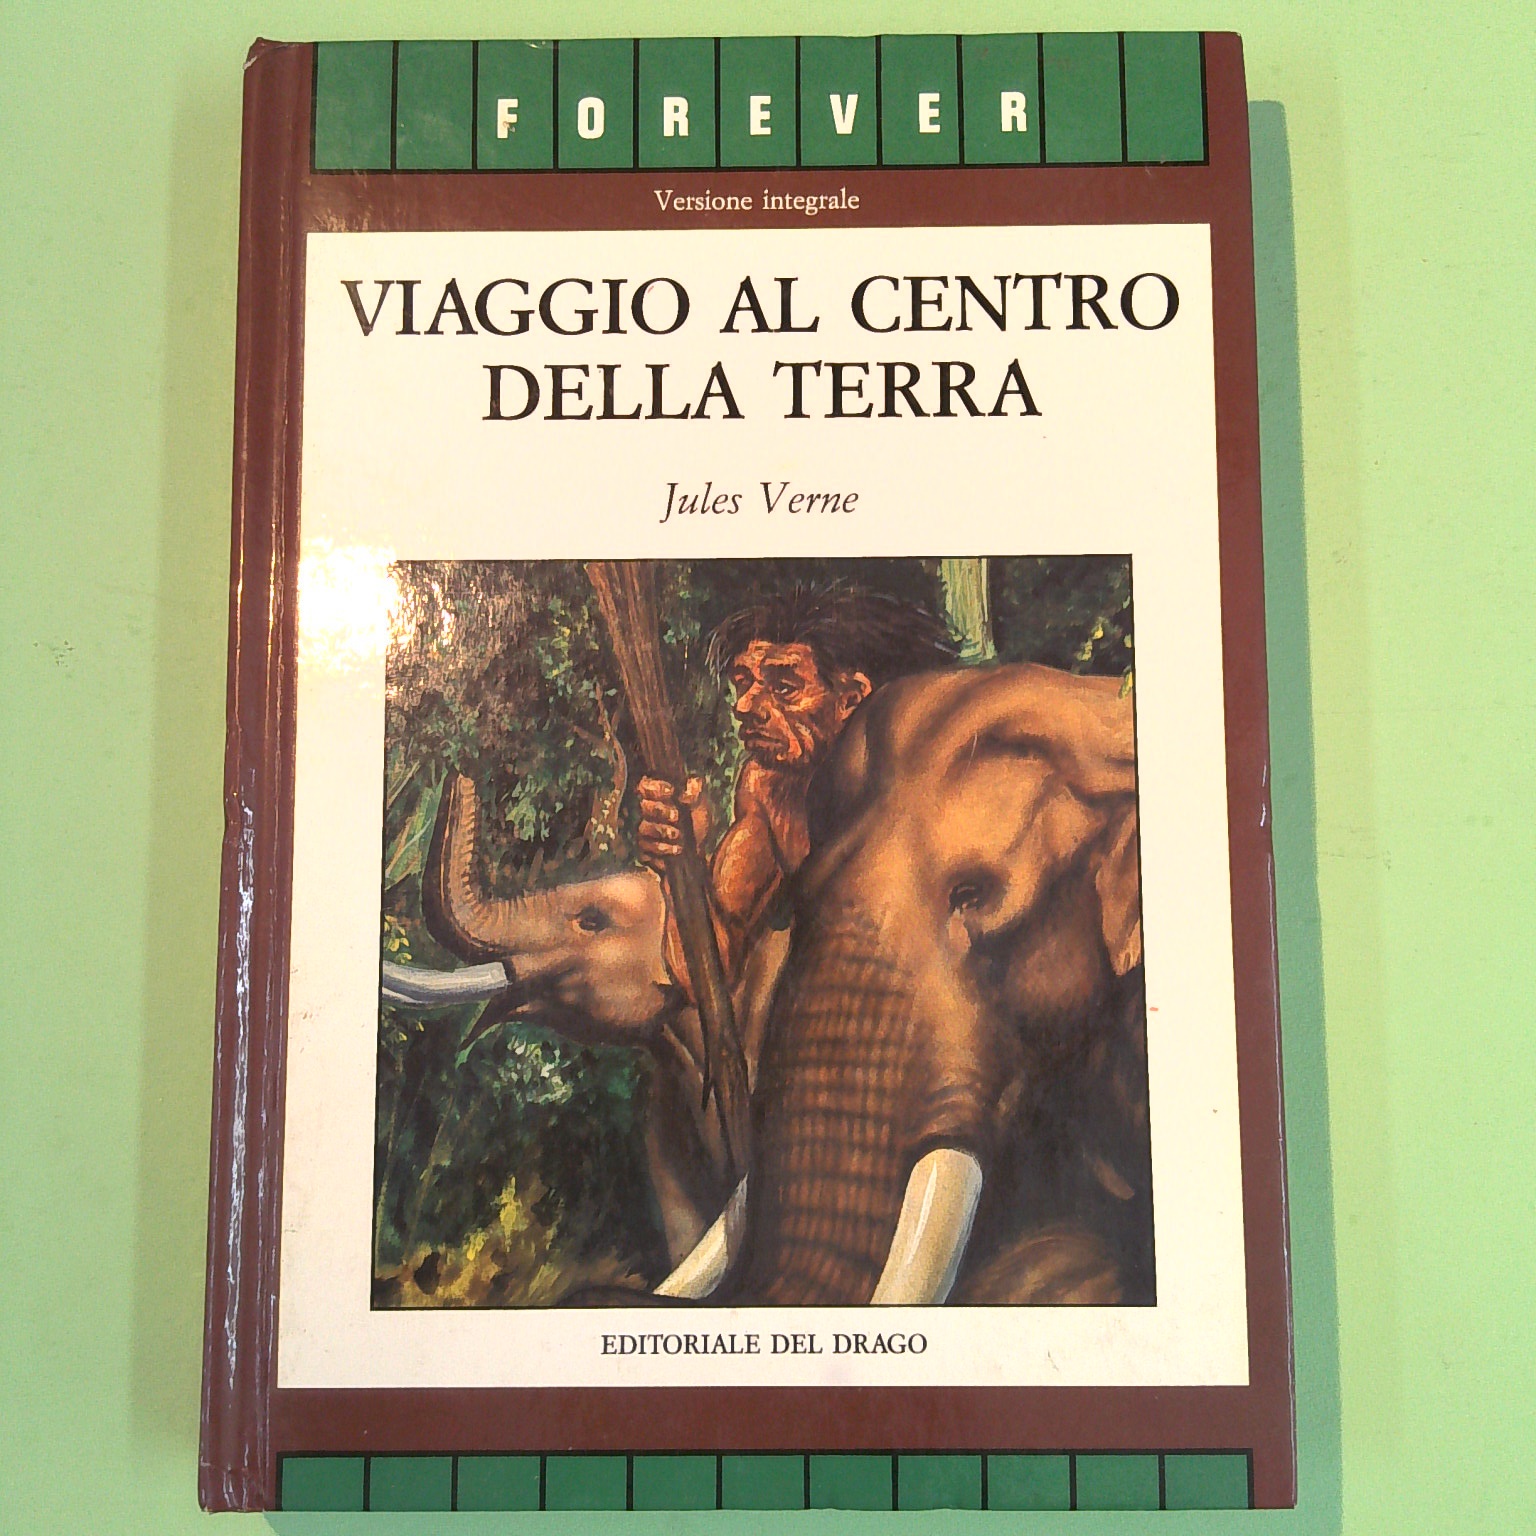 FOREVER
Versione integrale
VIAGGIO AL CENTRO
DELLA TERRA
Jules Verne
EDITORIALE DEL DRAGO